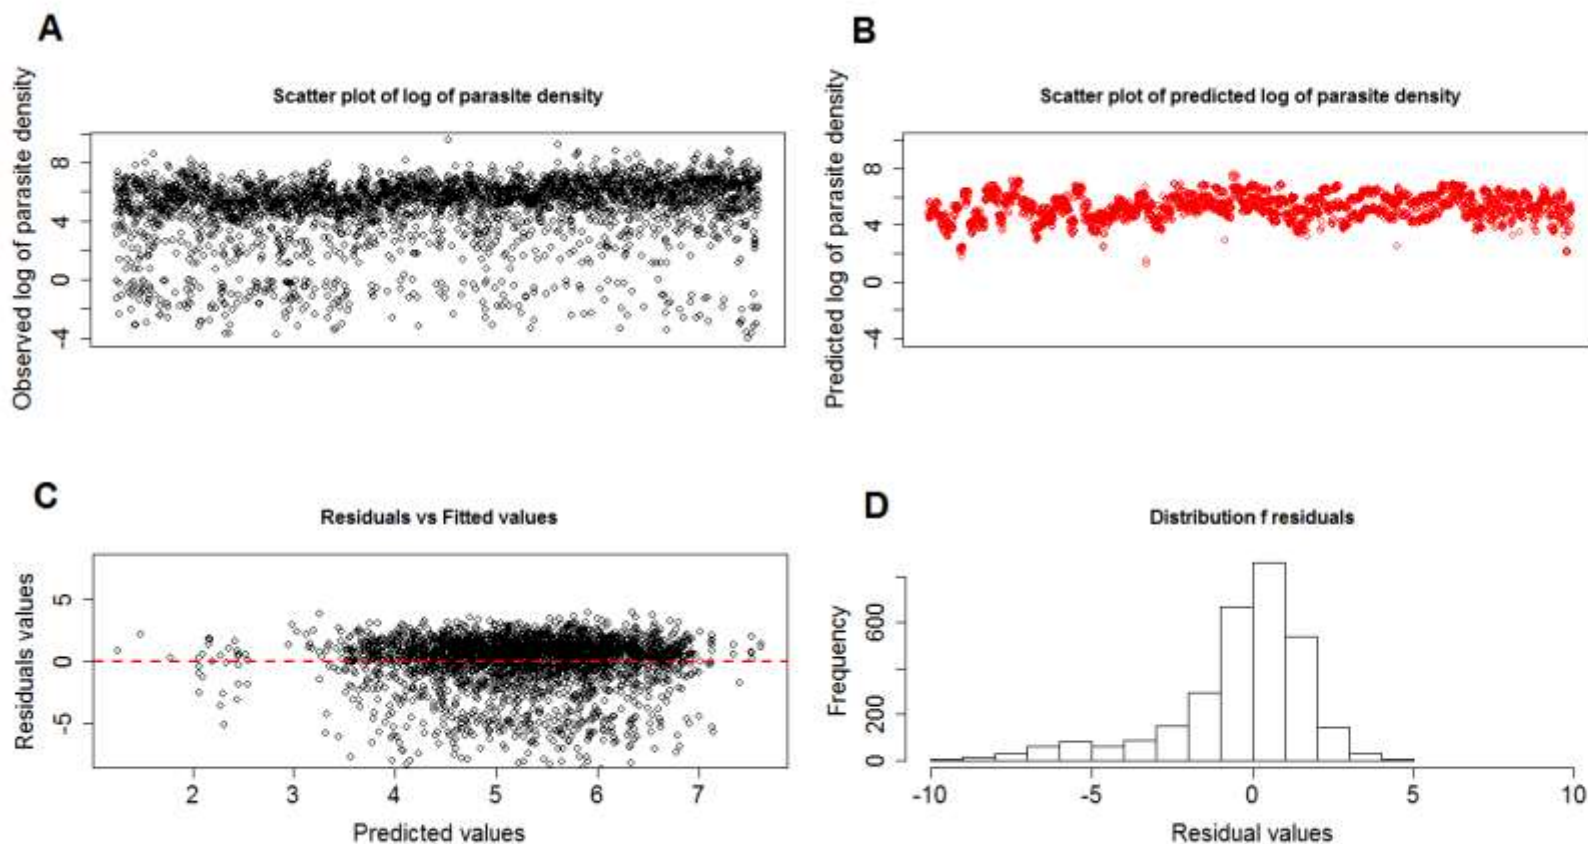 A
Scatter plot of log of parasite density
Observed log of parasite density
8
4
0
-4
B
Scatter plot of predicted log of parasite density
Predicted log of parasite density
8
4
0
-4
C
Residuals vs Fitted values
Residuals values
5
0
-5
2 3 4 5 6 7
Predicted values
D
Distribution f residuals
Frequency
600
200
0
-10 -5 0 5 10
Residual values